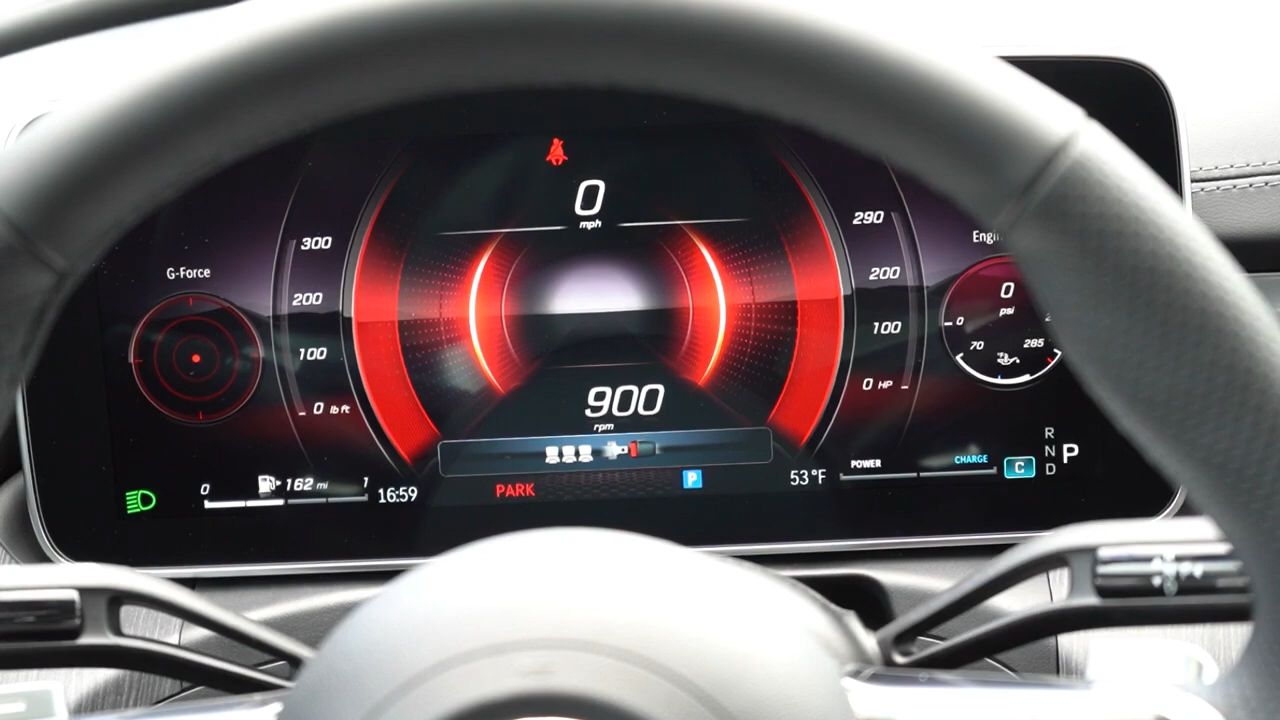 0
mph
G-Force
300
200
100
0 lb ft
290
200
100
0 HP
0
psi
0
70
285
900
rpm
0
162 mi
1
16:59
PARK
P
53°F
POWER
CHARGE
C
R
N
D
P